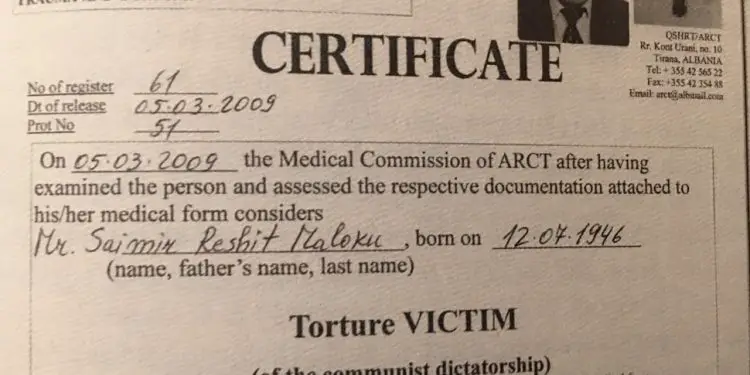 QSHRT/ARCT
Rr. Kont Urani, no. 10
Tirana, ALBANIA
Tel: + 355 42 565 22
Fax: +355 42 354 88
Email: arct@albmail.com
CERTIFICATE
No of register 61
Dt of release 05.03.2009
Prot No 51
On 05.03.2009 the Medical Commission of ARCT after having
examined the person and assessed the respective documentation attached to
his/her medical form considers
Mr. Saimir Reshit Maloku, born on 12.07.1946
(name, father's name, last name)
Torture VICTIM
(of the communist dictatorship)